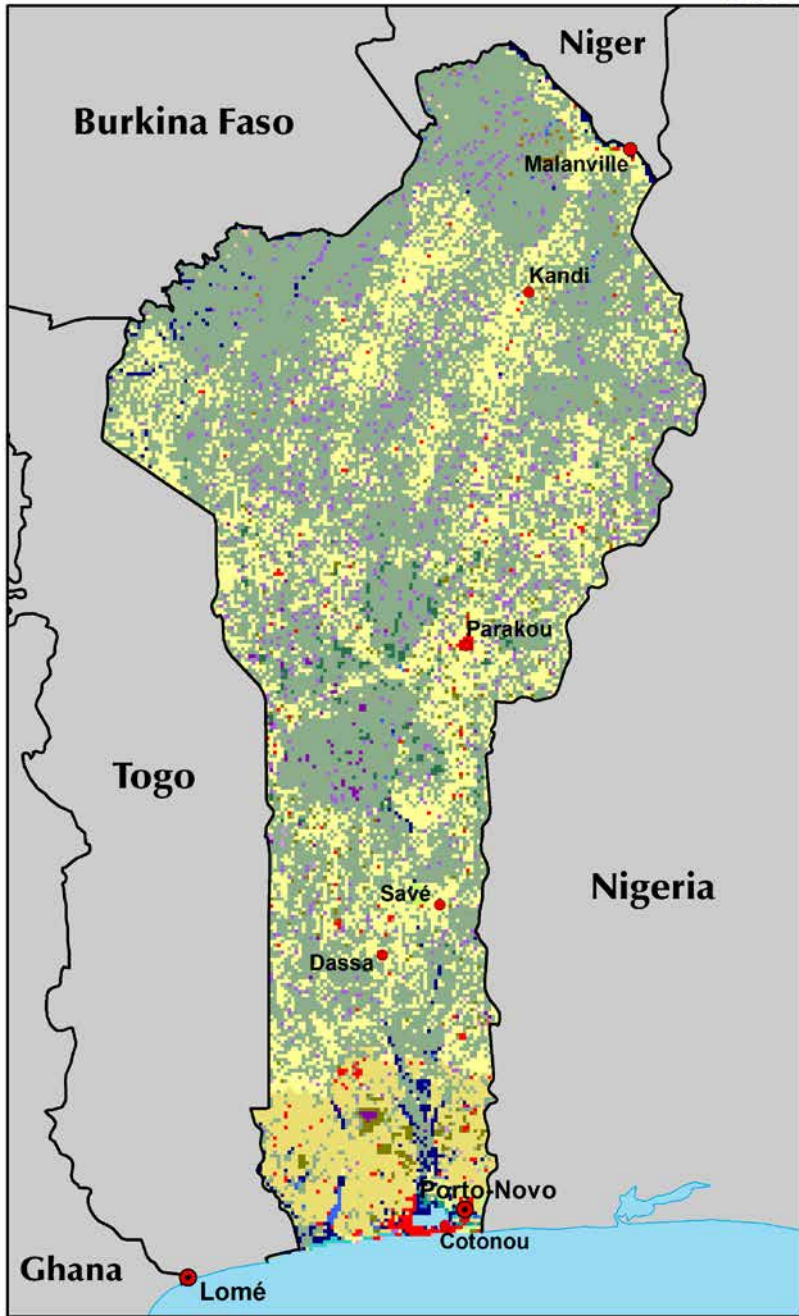 Niger
Burkina Faso
Malanville
Kandi
Parakou
Togo
Savé
Nigeria
Dassa
Porto-Novo
Cotonou
Ghana
Lomé